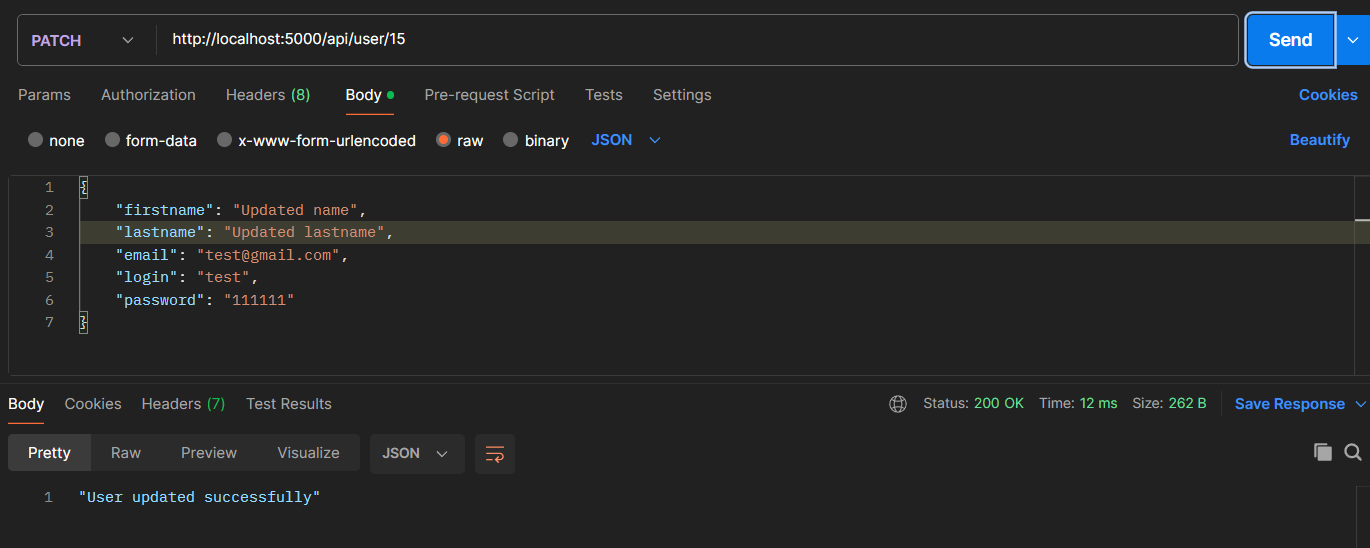 PATCH http://localhost:5000/api/user/15 Send
Params Authorization Headers (8) Body Pre-request Script Tests Settings Cookies
none form-data x-www-form-urlencoded raw binary JSON Beautify
1 {
2 "firstname": "Updated name",
3 "lastname": "Updated lastname",
4 "email": "test@gmail.com",
5 "login": "test",
6 "password": "111111"
7 }
Body Cookies Headers (7) Test Results Status: 200 OK Time: 12 ms Size: 262 B Save Response
Pretty Raw Preview Visualize JSON
1 "User updated successfully"